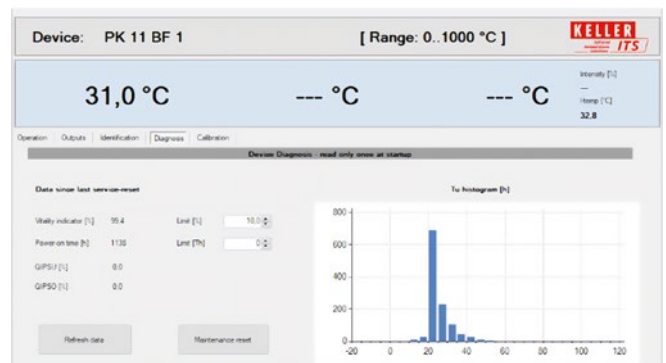 Device: PK 11 BF 1 [ Range: 0..1000 °C ] KELLER
ITS
31,0 °C --- °C --- °C
Intensity [%]
---
Htemp [°C]
32,8
Operation Outputs Identification Diagnosis Calibration
Device Diagnosis - read only once at startup
Data since last service-reset
Vitality indicator [%] 99.4 Limit [%] 10,0
Power on time [h] 1138 Limit [Th] 0
QIPSU [%] 0.0
QIPSO [%] 0.0
Refresh data Maintenance reset
Tu histogram [h]
800
600
400
200
0
-20 0 20 40 60 80 100 120